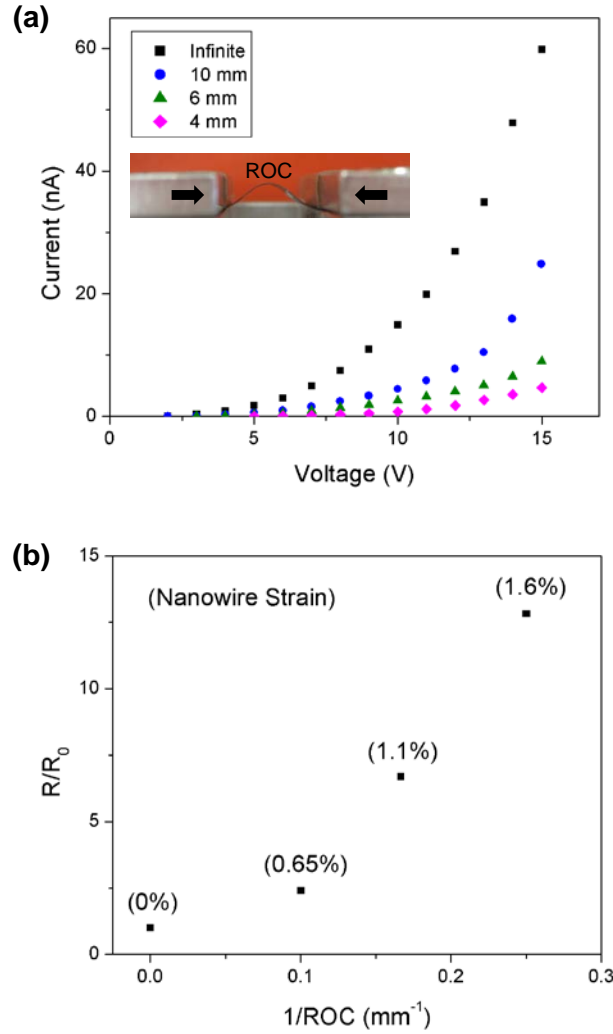 (a)
60
40
20
0
Current (nA)
Infinite
10 mm
6 mm
4 mm
ROC
0
5
10
15
Voltage (V)
(b)
15
10
5
0
R/R₀
(Nanowire Strain)
(1.6%)
(1.1%)
(0.65%)
(0%)
0.0
0.1
0.2
0.3
1/ROC (mm⁻¹)